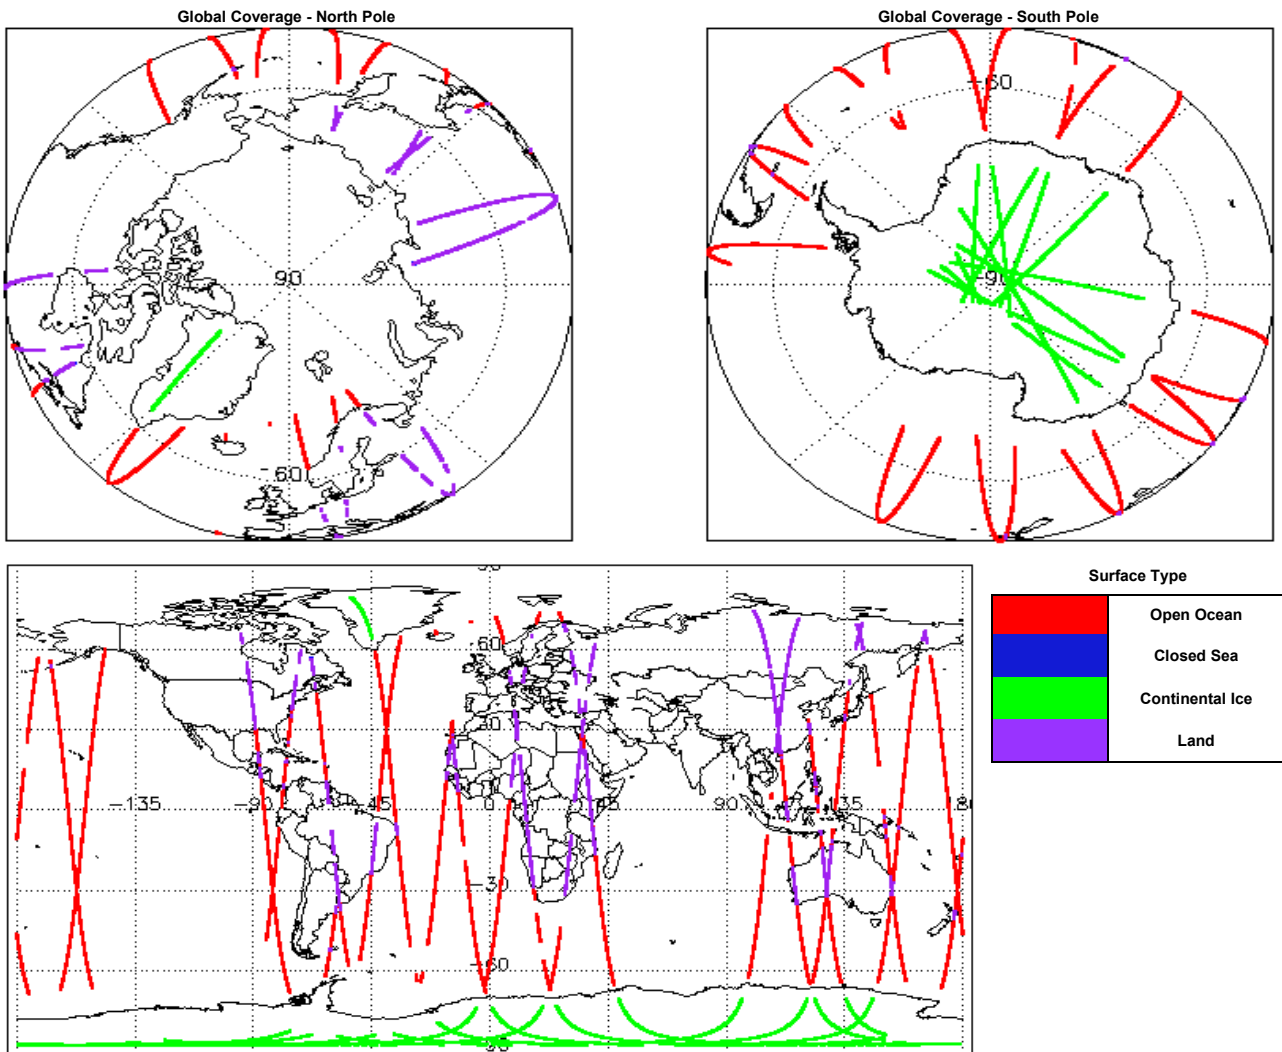 Global Coverage - North Pole
Global Coverage - South Pole
90
60
-60
-90
60
30
-135
-90
-45
0
90
135
-30
-60
Surface Type
Open Ocean
Closed Sea
Continental Ice
Land